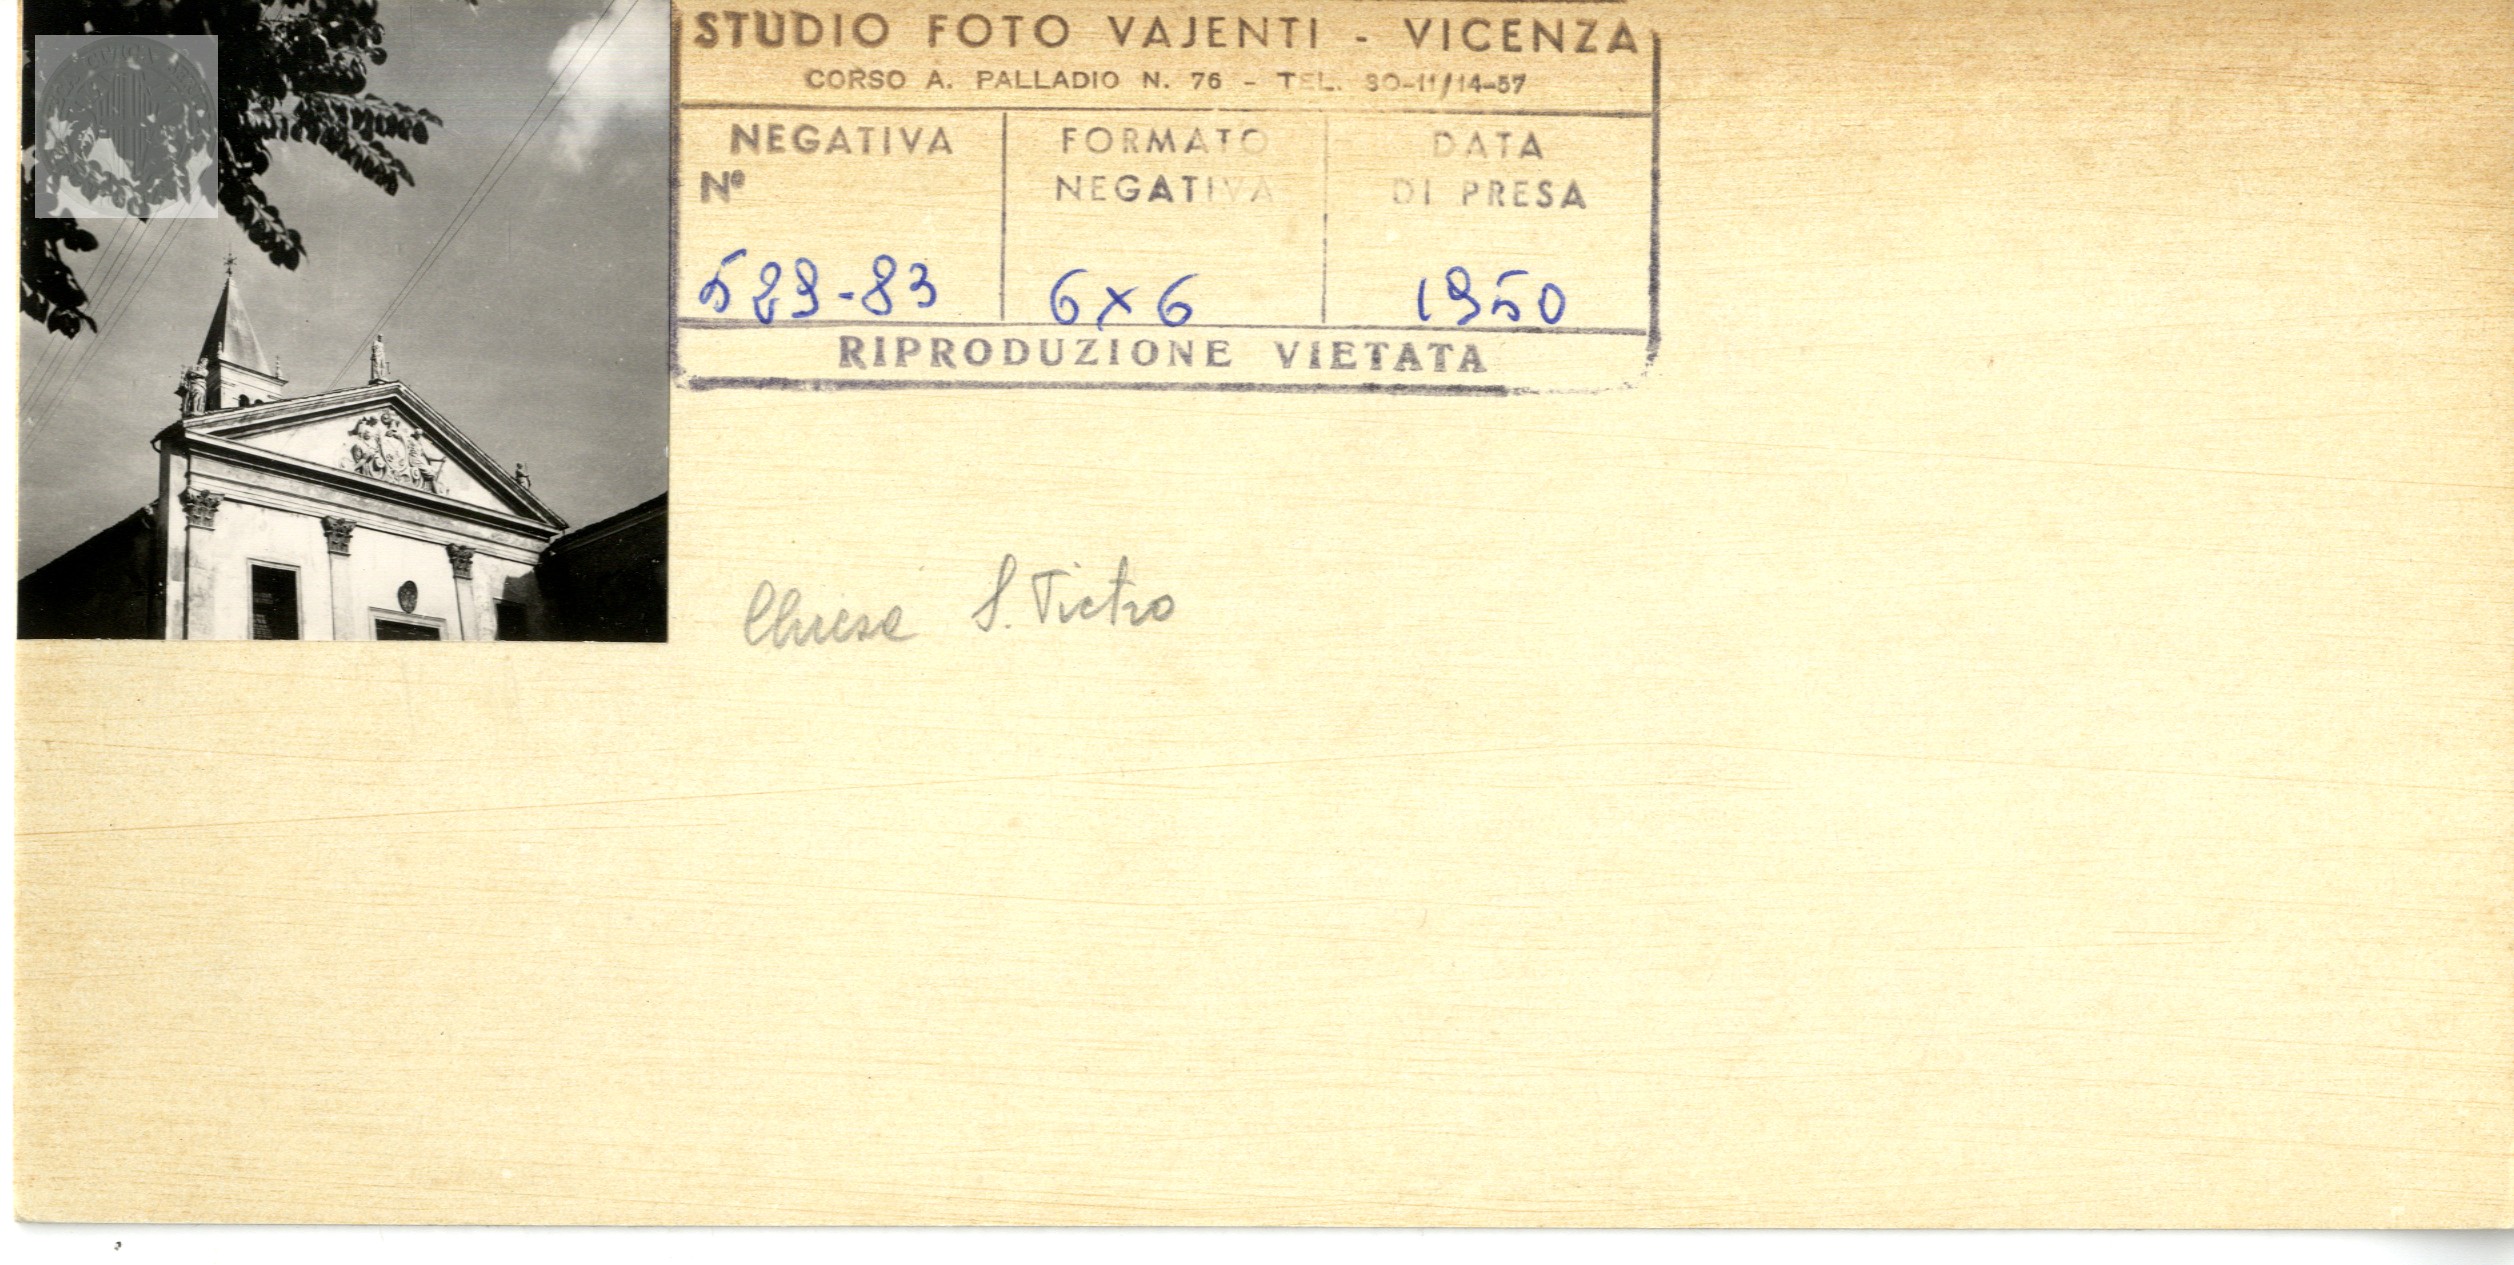 STUDIO FOTO VAJENTI - VICENZA
CORSO A. PALLADIO N. 76 - TEL. 30-11/14-57
NEGATIVA
Nº
529-83
FORMATO
NEGATIVA
6x6
DATA
DI PRESA
1950
RIPRODUZIONE VIETATA
Chiesa S. Pietro